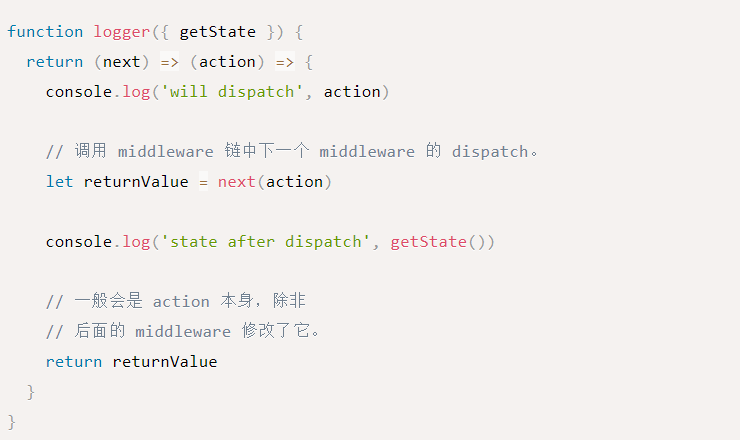 function logger({ getState }) {
  return (next) => (action) => {
    console.log('will dispatch', action)
    // 调用 middleware 链中下一个 middleware 的 dispatch。
    let returnValue = next(action)
    console.log('state after dispatch', getState())
    // 一般会是 action 本身，除非
    // 后面的 middleware 修改了它。
    return returnValue
  }
}